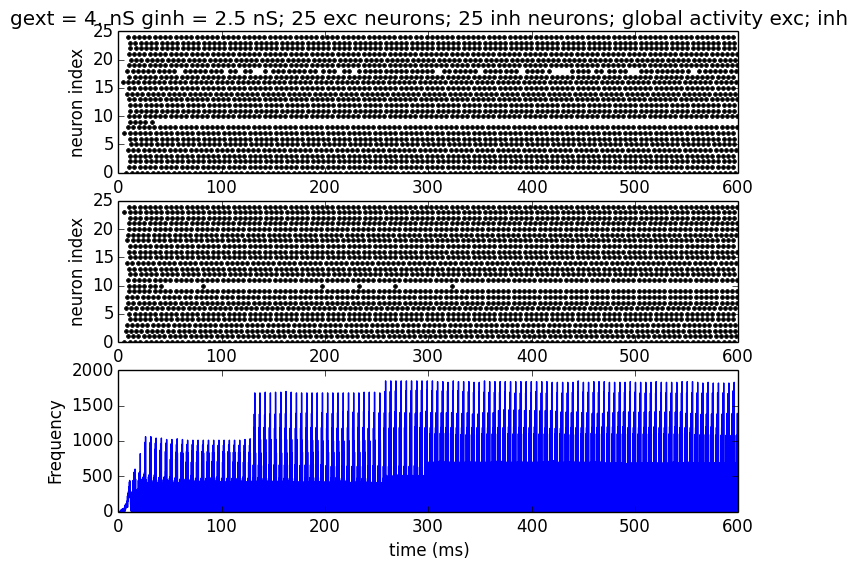 gext = 4. nS ginh = 2.5 nS; 25 exc neurons; 25 inh neurons; global activity exc; inh
25
20
15
10
5
0
neuron index
0 100 200 300 400 500 600
25
20
15
10
5
0
neuron index
0 100 200 300 400 500 600
2000
1500
1000
500
0
Frequency
0 100 200 300 400 500 600
time (ms)